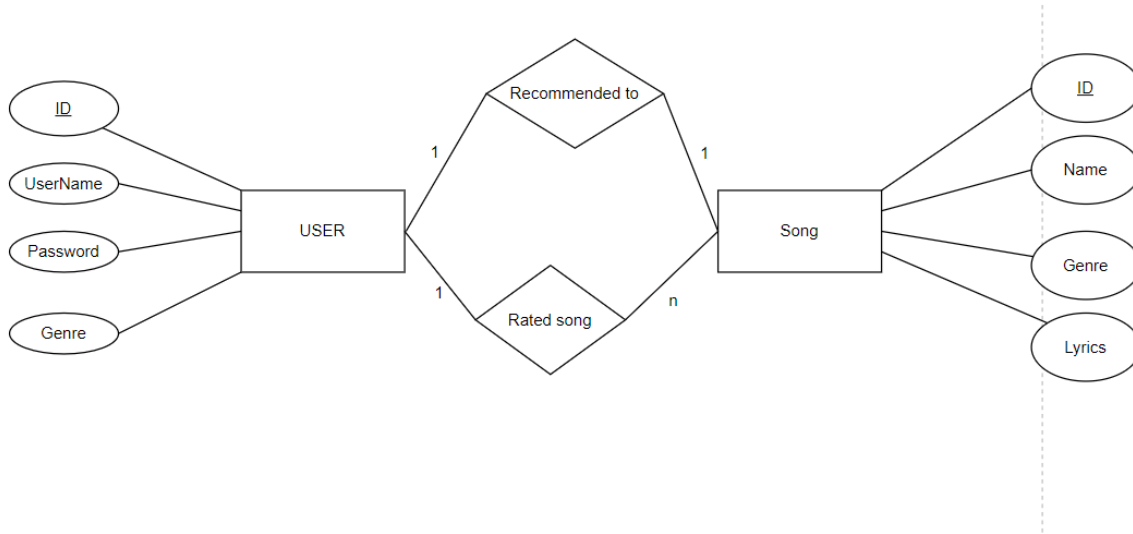 Recommended to
ID
ID
UserName
Name
Password
Genre
Genre
Lyrics
USER
Song
Rated song
1
1
1
n